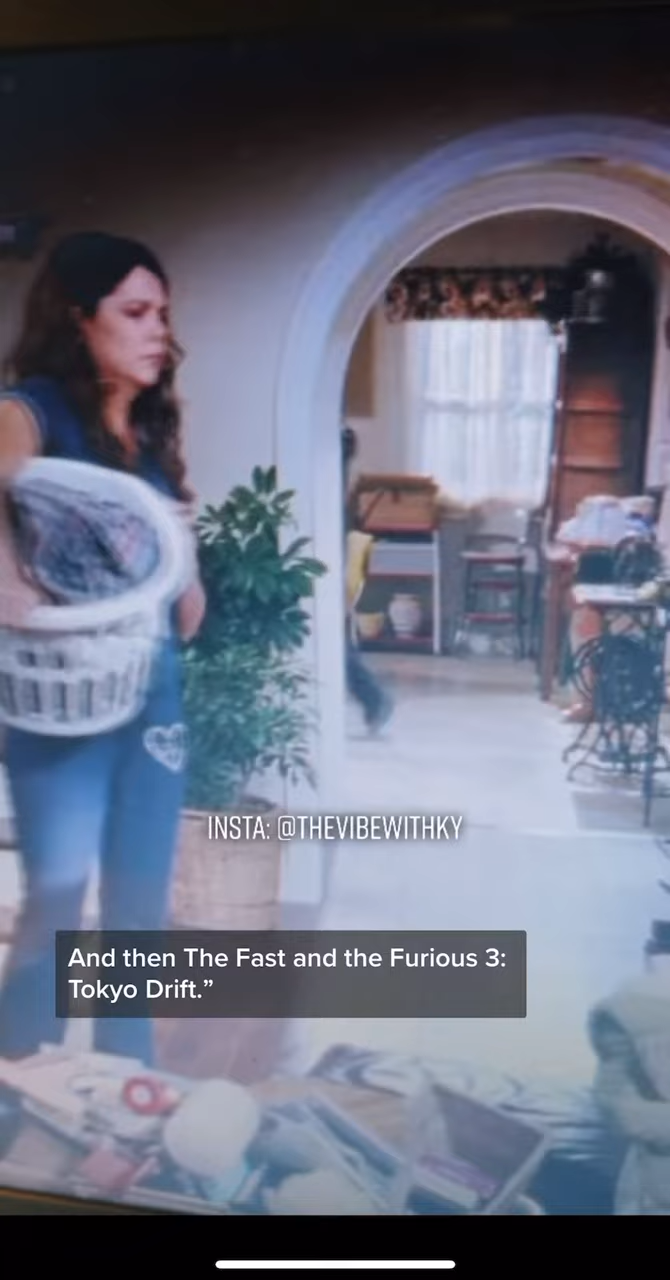 INSTA: @THEVIBEWITHKY
And then The Fast and the Furious 3:
Tokyo Drift.”